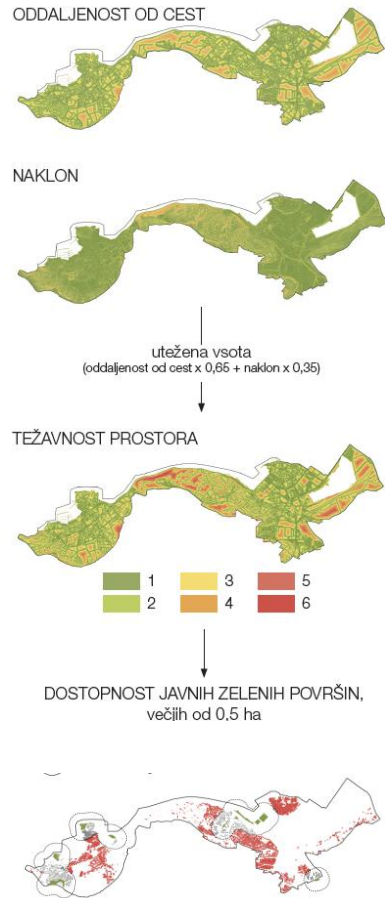 ODDALJENOST OD CEST
NAKLON
utežena vsota
(oddaljenost od cest x 0,65 + naklon x 0,35)
TEŽAVNOST PROSTORA
1 3 5
2 4 6
DOSTOPNOST JAVNIH ZELENIH POVRŠIN,
večjih od 0,5 ha